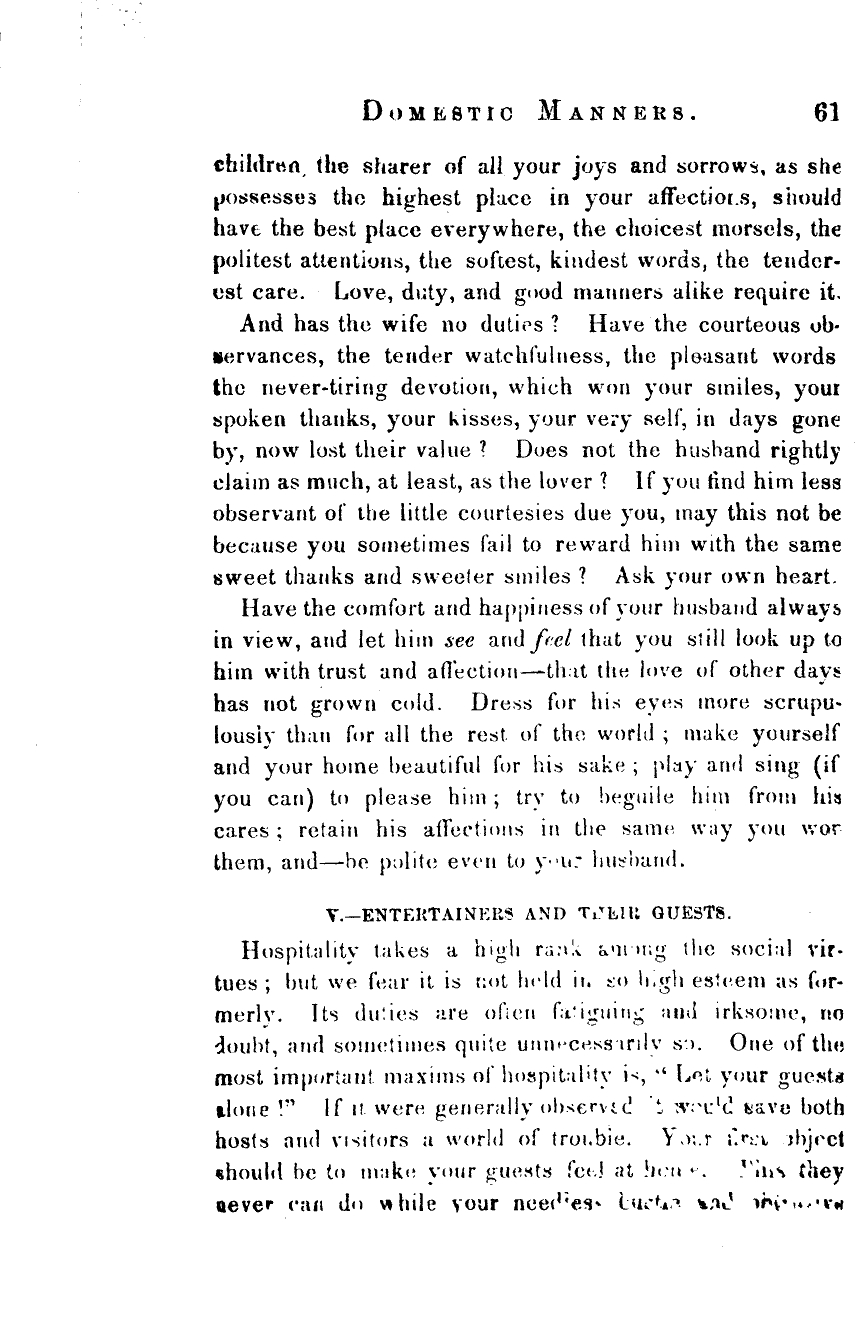 DOMESTIC MANNERS. 61
children, the sharer of all your joys and sorrows, as she
possesses the highest place in your affections, should
have the best place everywhere, the choicest morsels, the
politest attentions, the softest, kindest words, the tender-
est care. Love, duty, and good manners alike require it.
And has the wife no duties? Have the courteous ob-
servances, the tender watchfulness, the pleasant words
the never-tiring devotion, which won your smiles, your
spoken thanks, your kisses, your very self, in days gone
by, now lost their value? Does not the husband rightly
claim as much, at least, as the lover? If you find him less
observant of the little courtesies due you, may this not be
because you sometimes fail to reward him with the same
sweet thanks and sweeter smiles? Ask your own heart.
Have the comfort and happiness of your husband always
in view, and let him see and feel that you still look up to
him with trust and affection—that the love of other days
has not grown cold. Dress for his eyes more scrupu-
lously than for all the rest of the world; make yourself
and your home beautiful for his sake; play and sing (if
you can) to please him; try to beguile him from his
cares; retain his affections in the same way you won
them, and—be polite even to your husband.
V.—ENTERTAINERS AND THEIR GUESTS.
Hospitality takes a high rank among the social vir-
tues; but we fear it is not held in so high esteem as for-
merly. Its duties are often fatiguing and irksome, no
doubt, and sometimes quite unnecessarily so. One of the
most important maxims of hospitality is, "Let your guests
alone!" If it were generally observed it would save both
hosts and visitors a world of trouble. Your first object
should be to make your guests feel at home. This they
never can do while your needless bustle and